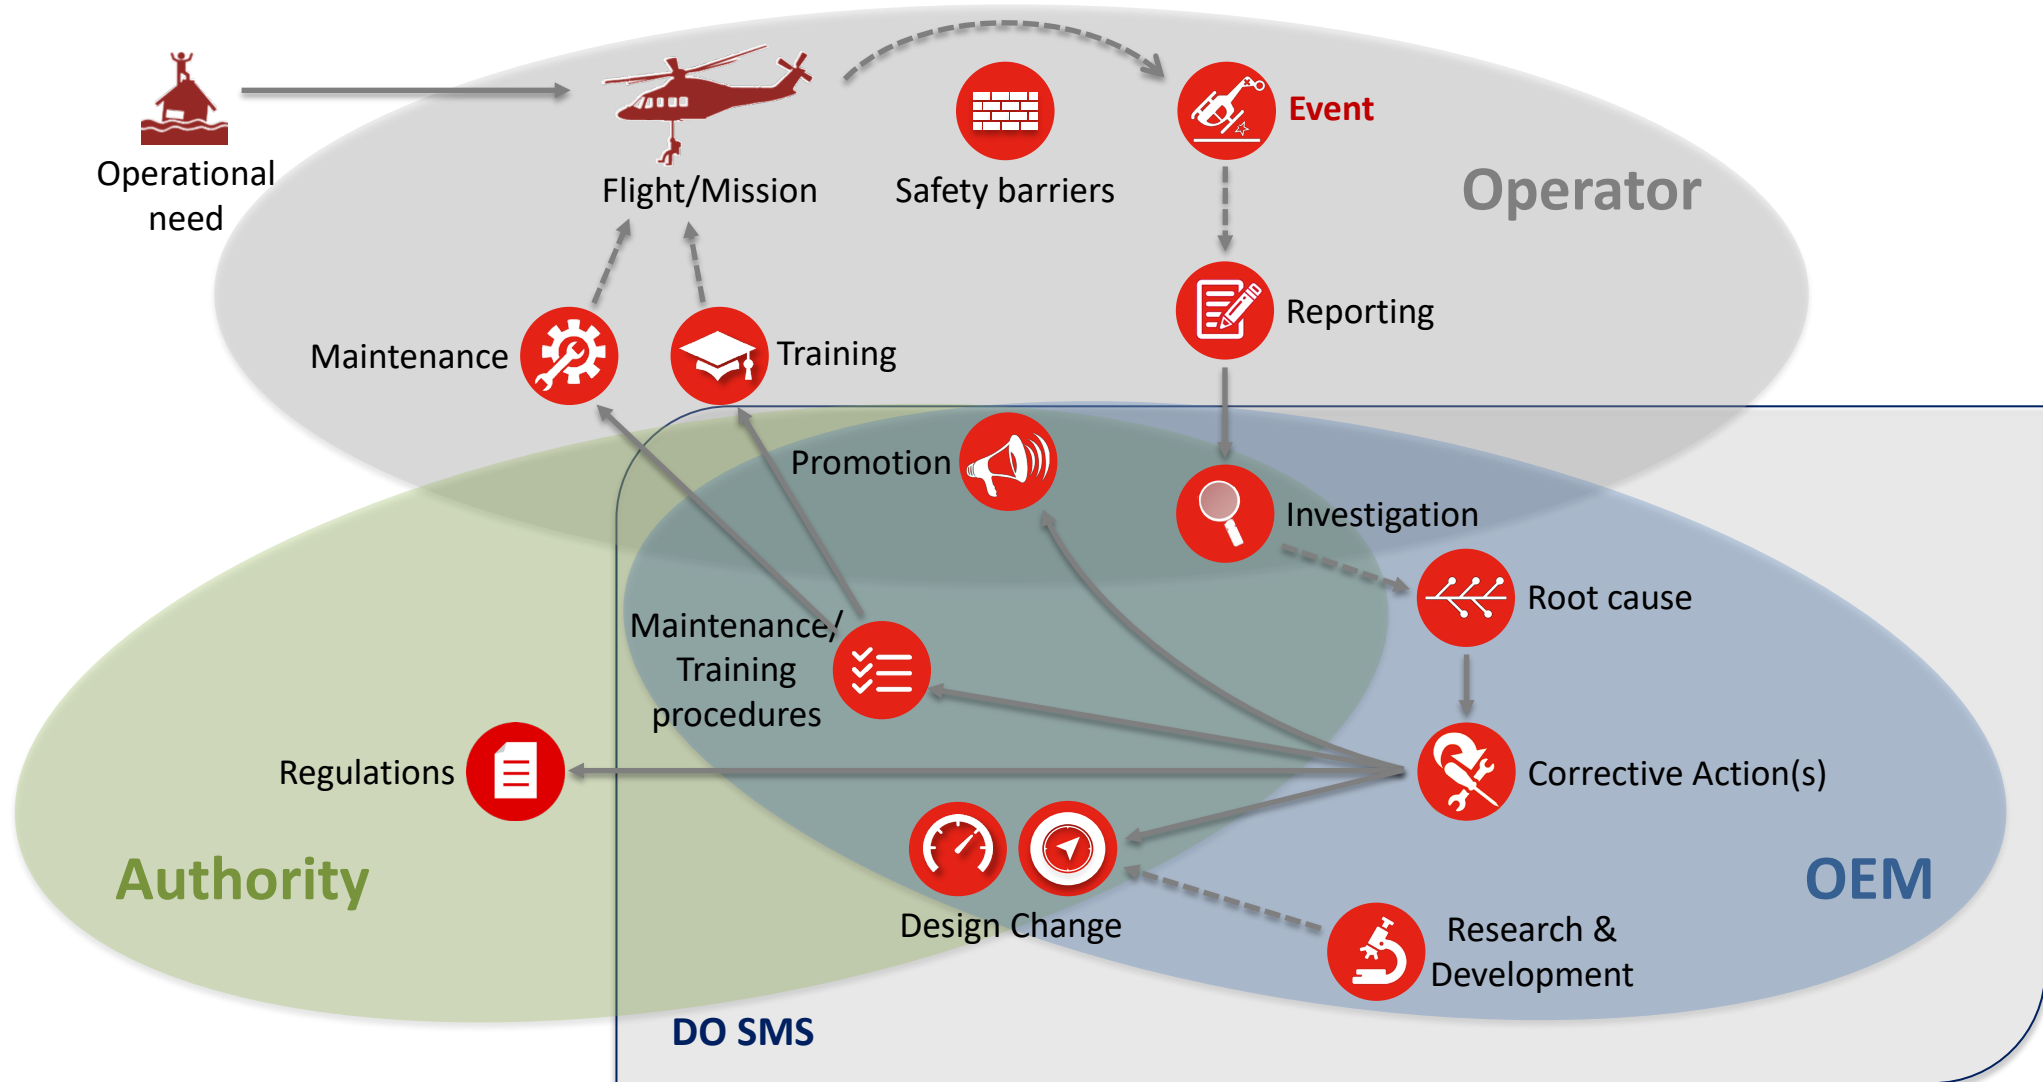 Operational
need
Flight/Mission
Safety barriers
Event
Operator
Reporting
Maintenance
Training
Promotion
Investigation
Root cause
Maintenance/
Training
procedures
Regulations
Corrective Action(s)
Authority
OEM
Design Change
Research &
Development
DO SMS